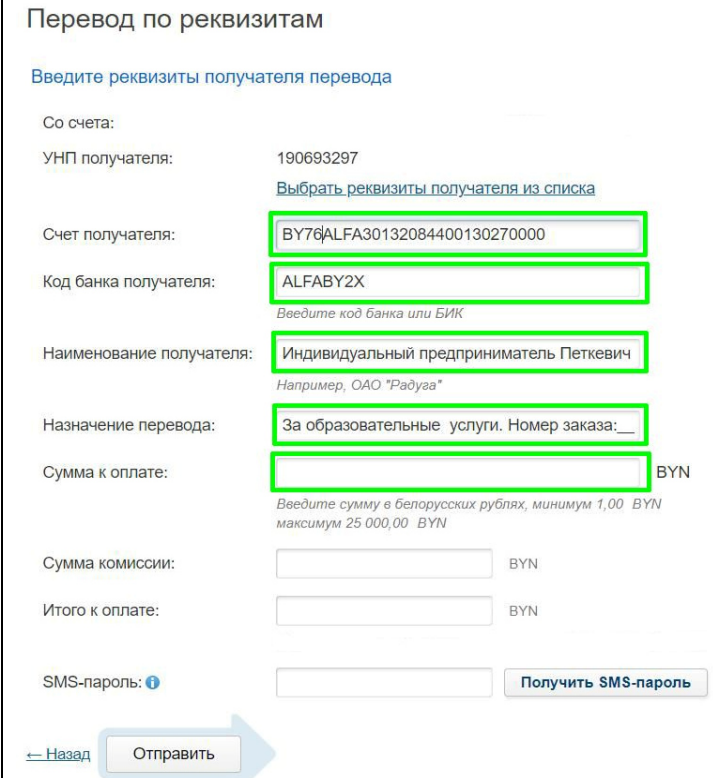 Перевод по реквизитам
Введите реквизиты получателя перевода
Со счета:
УНП получателя: 190693297
Выбрать реквизиты получателя из списка
Счет получателя: BY76ALFA30132084400130270000
Код банка получателя: ALFABY2X
Введите код банка или БИК
Наименование получателя: Индивидуальный предприниматель Петкевич
Например, ОАО "Радуга"
Назначение перевода: За образовательные услуги. Номер заказа:__
Сумма к оплате: BYN
Введите сумму в белорусских рублях, минимум 1,00 BYN
максимум 25 000,00 BYN
Сумма комиссии: BYN
Итого к оплате: BYN
SMS-пароль: i Получить SMS-пароль
← Назад Отправить